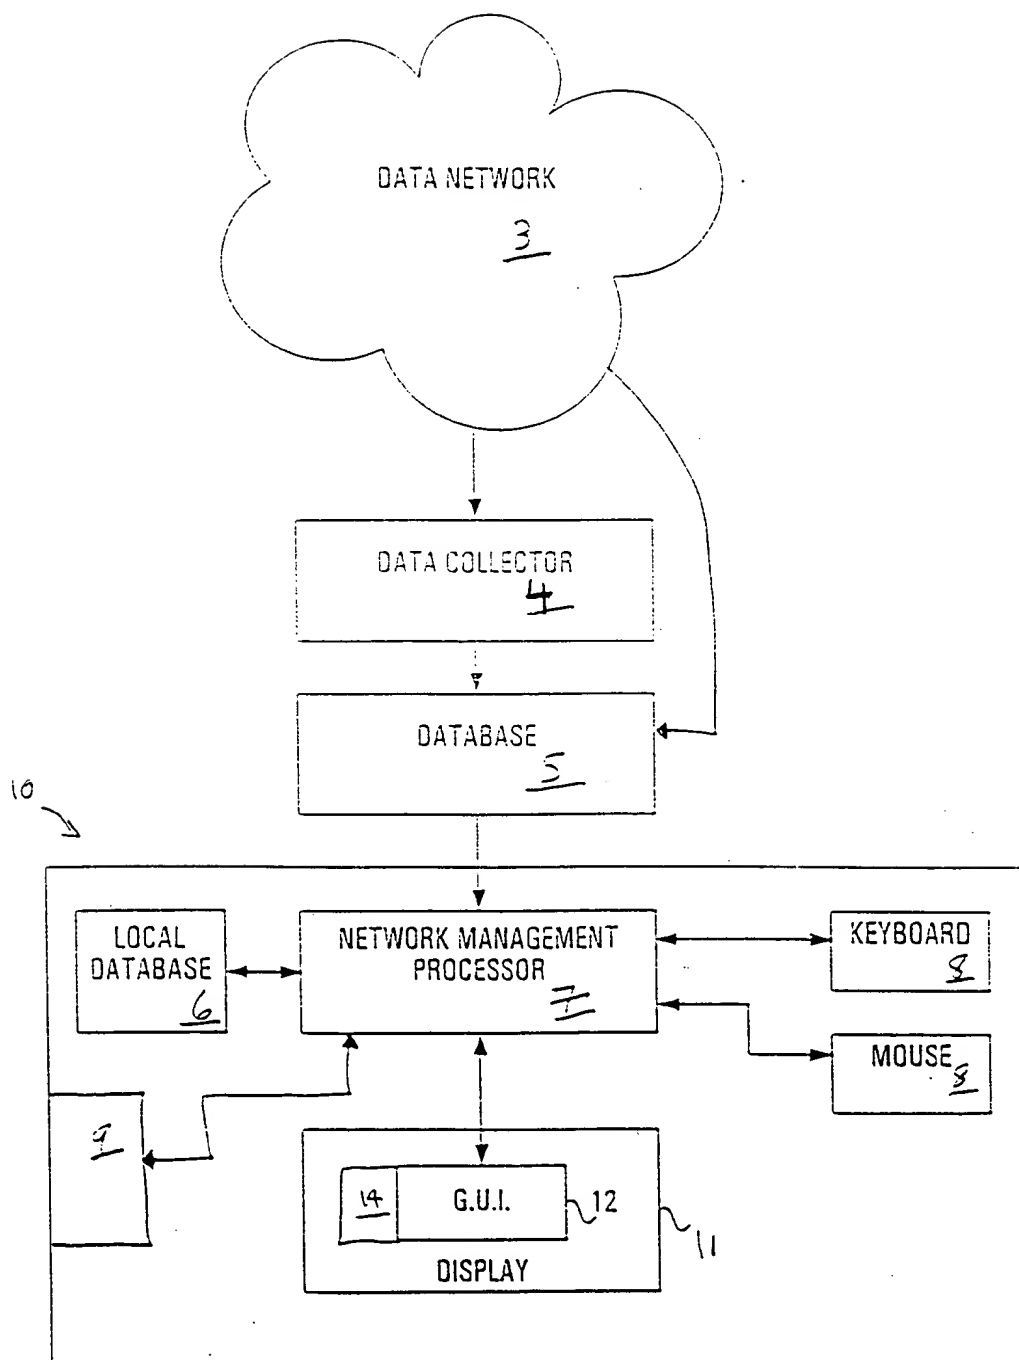 DATA NETWORK
3
DATA COLLECTOR
4
DATABASE
5
10
LOCAL
DATABASE
6
NETWORK MANAGEMENT
PROCESSOR
7
KEYBOARD
8
MOUSE
8
9
14
G.U.I.
12
11
DISPLAY